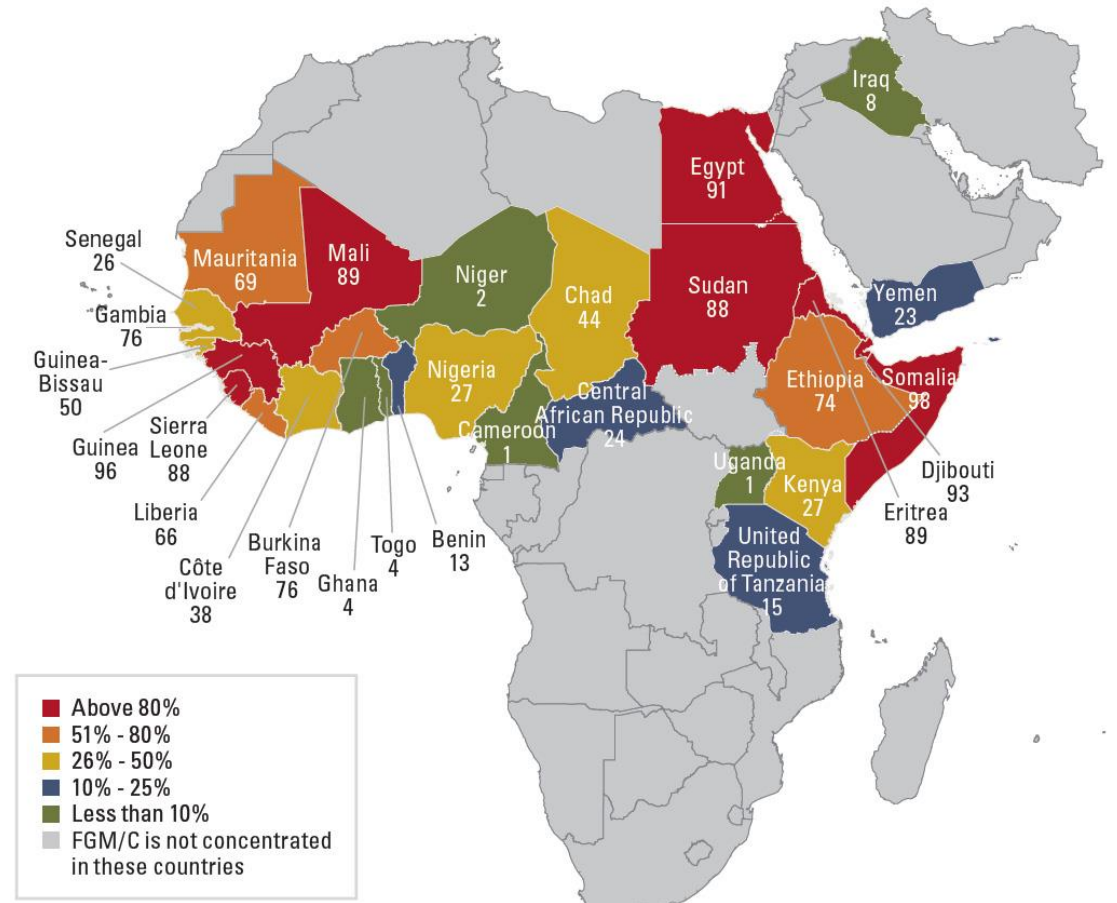 Iraq
8
Egypt
91
Senegal
26
Mauritania
69
Mali
89
Niger
2
Chad
44
Sudan
88
Yemen
23
Gambia
76
Guinea-
Bissau
50
Nigeria
27
Ethiopia
74
Somalia
98
Central
African Republic
24
Cameroon
1
Guinea
96
Sierra
Leone
88
Uganda
1
Kenya
27
Djibouti
93
Eritrea
89
Liberia
66
Côte
d'Ivoire
38
Burkina
Faso
76
Ghana
4
Togo
4
Benin
13
United
Republic
of Tanzania
15
Above 80%
51% - 80%
26% - 50%
10% - 25%
Less than 10%
FGM/C is not concentrated
in these countries